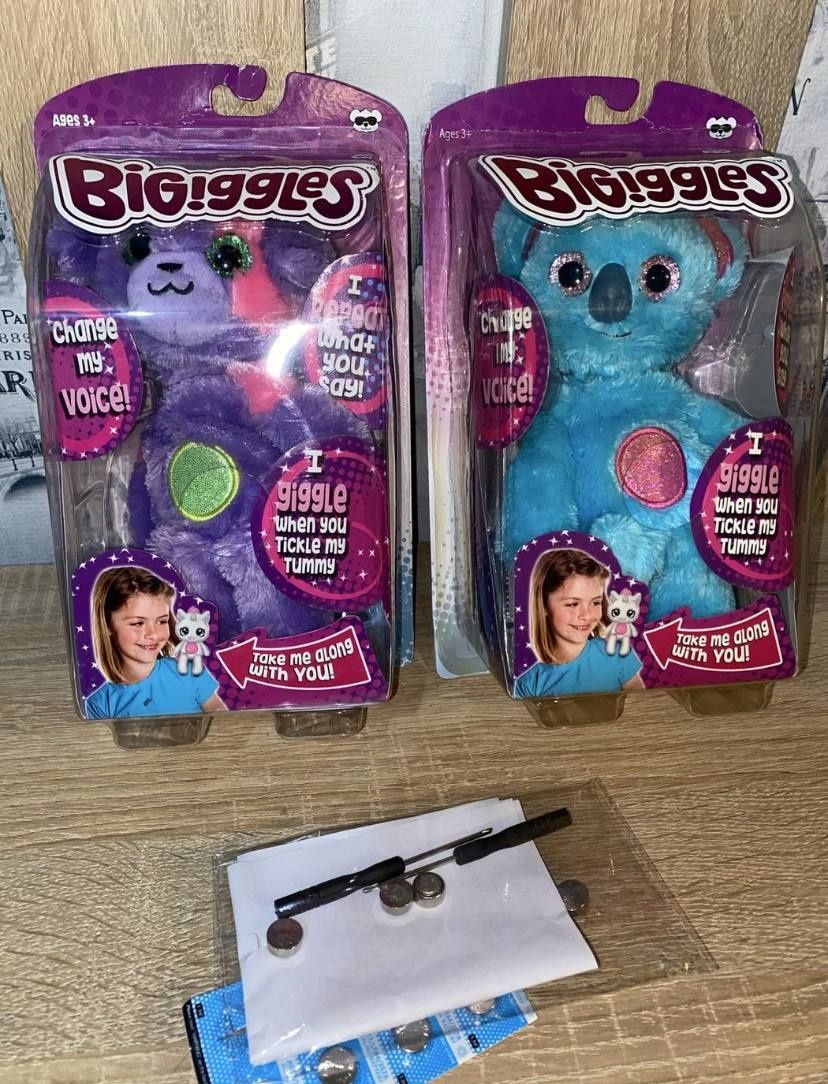 Ages 3+
BiGiggles
Change
my
VOICE!
I
Repeat
what
you
say!
I
giggle
when you
Tickle my
Tummy
Take me along
with YOU!
Ages 3+
BiGiggles
Change
my
VOICE!
I
giggle
when you
Tickle my
Tummy
Take me along
with YOU!